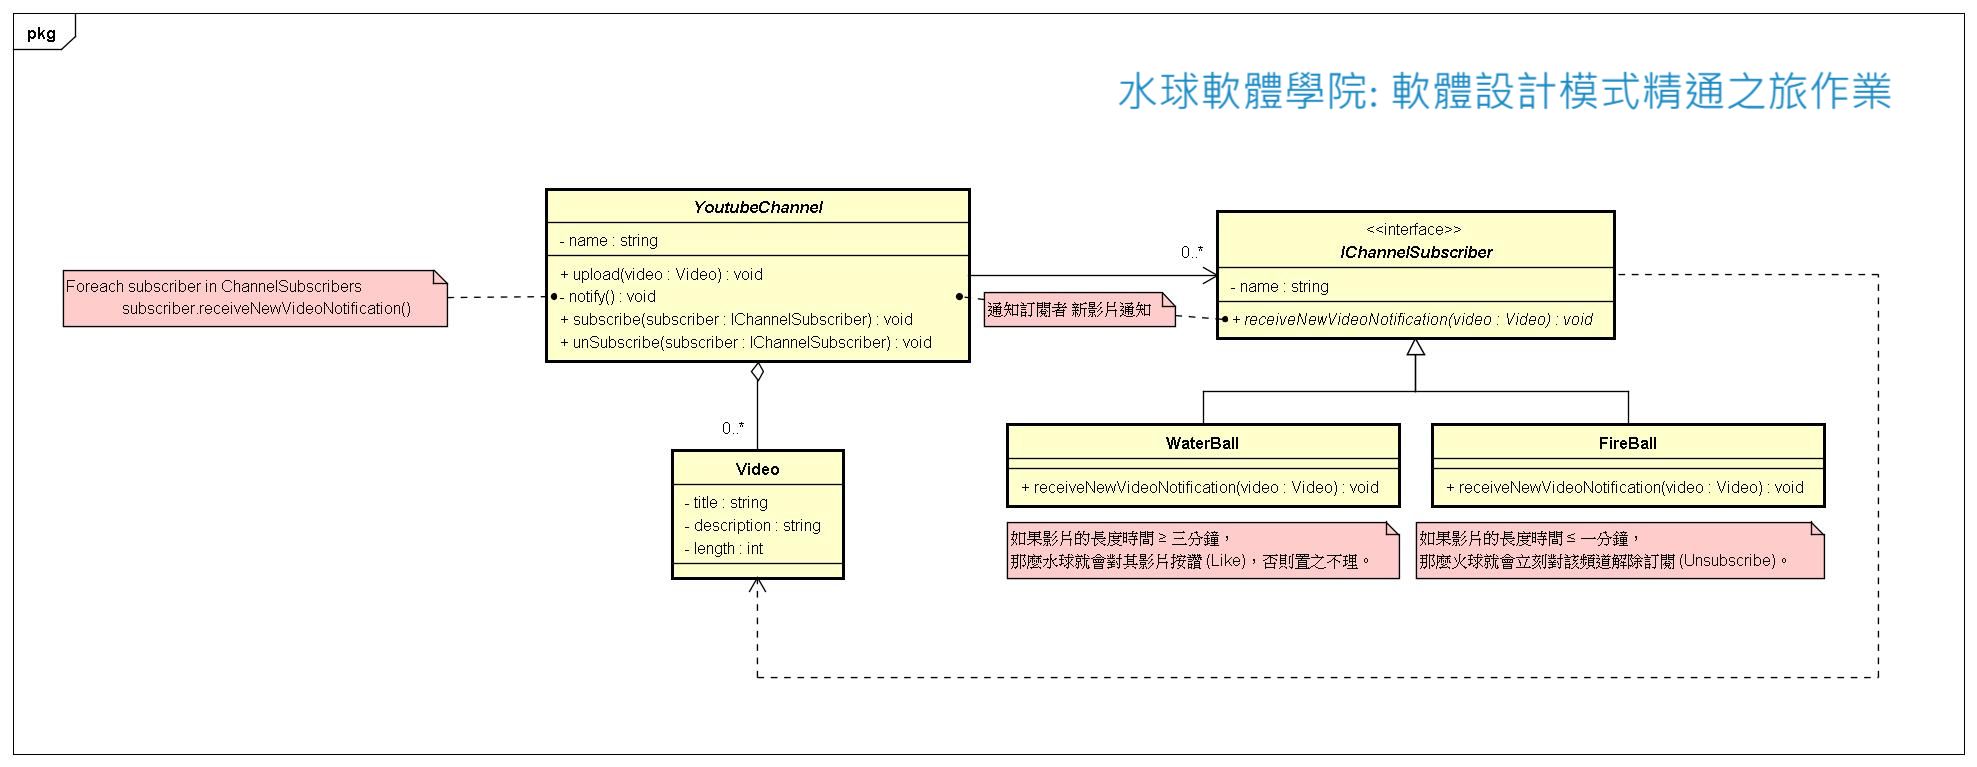 pkg
水球軟體學院: 軟體設計模式精通之旅作業
YoutubeChannel
- name : string
+ upload(video : Video) : void
- notify() : void
+ subscribe(subscriber : IChannelSubscriber) : void
+ unSubscribe(subscriber : IChannelSubscriber) : void
Foreach subscriber in ChannelSubscribers
subscriber.receiveNewVideoNotification()
0..*
通知訂閱者 新影片通知
<<interface>>
IChannelSubscriber
- name : string
+ receiveNewVideoNotification(video : Video) : void
0..*
Video
- title : string
- description : string
- length : int
WaterBall
+ receiveNewVideoNotification(video : Video) : void
FireBall
+ receiveNewVideoNotification(video : Video) : void
如果影片的長度時間 ≥ 三分鐘，
那麼水球就會對其影片按讚 (Like)，否則置之不理。
如果影片的長度時間 ≤ 一分鐘，
那麼火球就會立刻對該頻道解除訂閱 (Unsubscribe)。